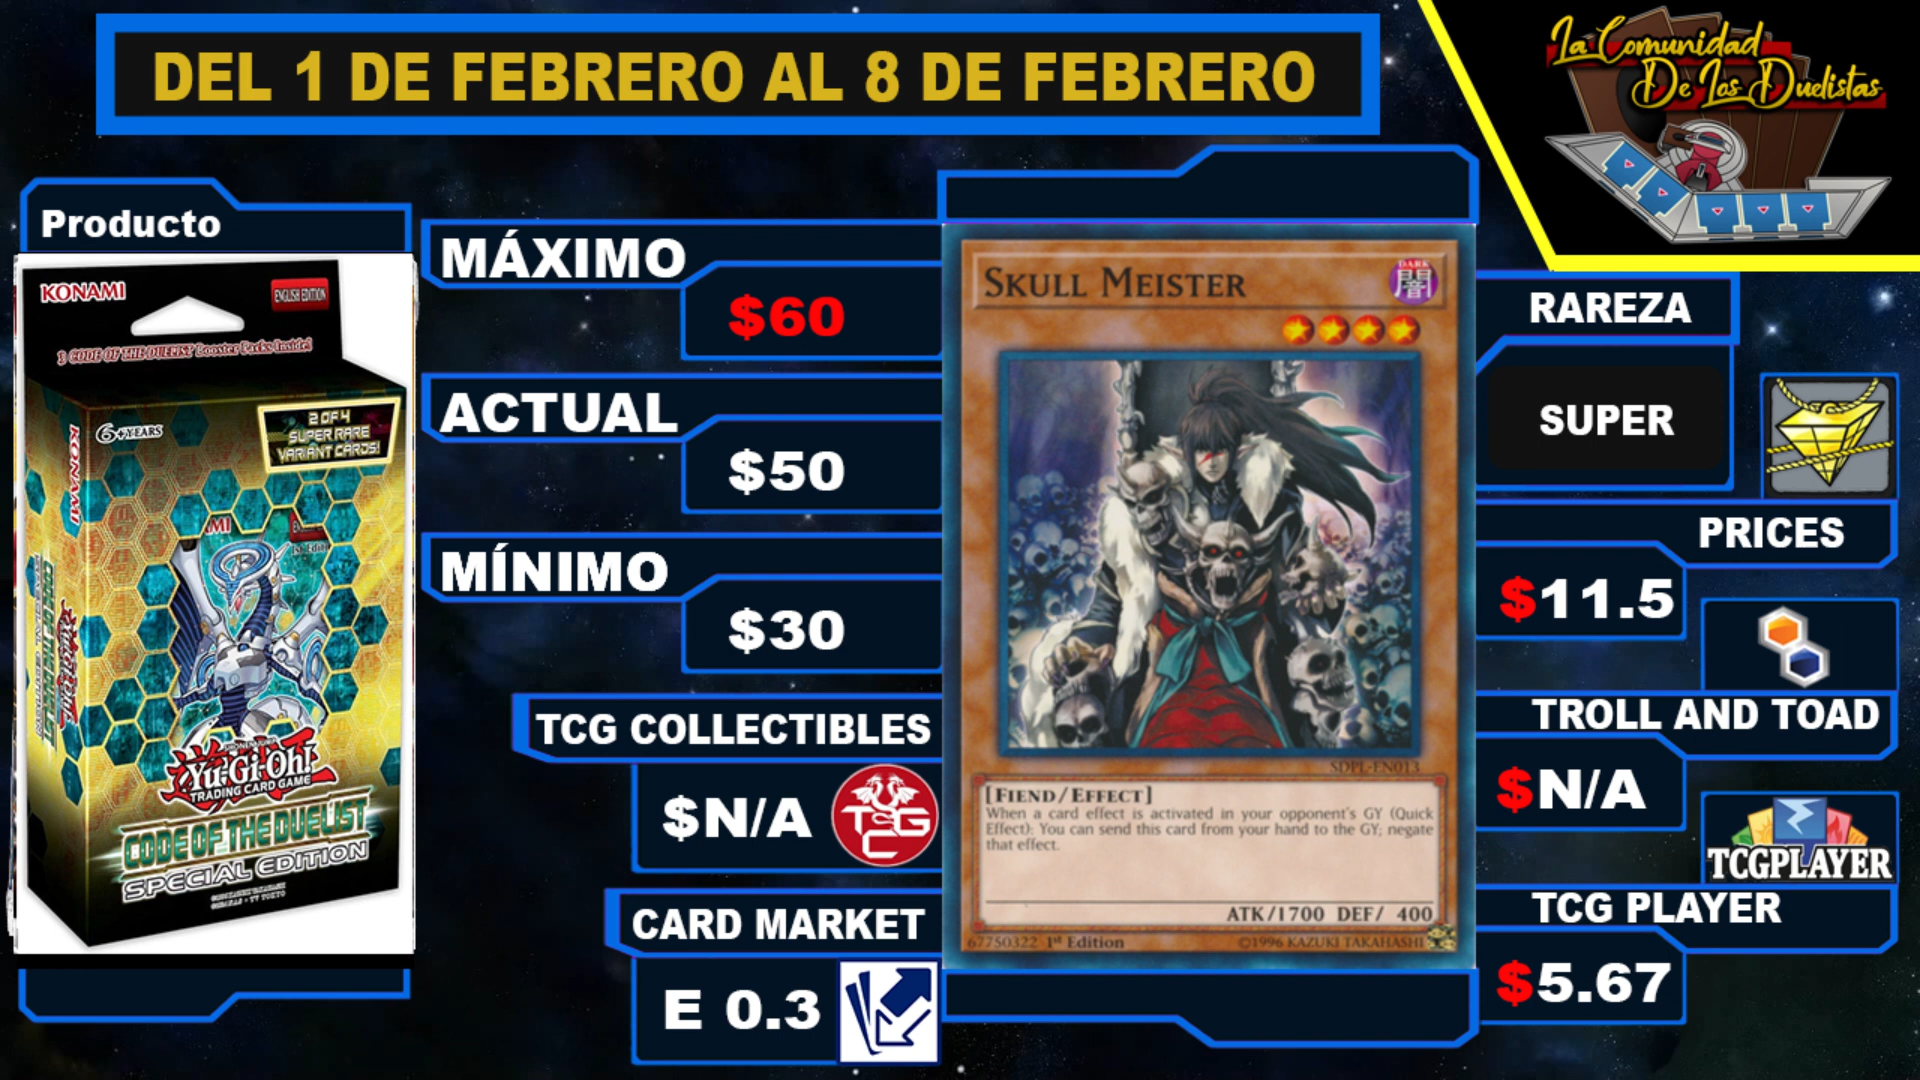 DEL 1 DE FEBRERO AL 8 DE FEBRERO
La Comunidad
De Los Duelistas
Producto
KONAMI
ENGLISH EDITION
3 CODE OF THE DUELIST Booster Packs Inside!
6+YEARS
2 OF 4
SUPER RARE
VARIANT CARDS!
KONAMI
SHONEN JUMP
Yu-Gi-Oh!
TRADING CARD GAME
CODE OF THE DUELIST
SPECIAL EDITION
MÁXIMO
$60
ACTUAL
$50
MÍNIMO
$30
TCG COLLECTIBLES
$N/A
TCG
CARD MARKET
E 0.3
SKULL MEISTER
DARK
闇
SDPL-EN013
[FIEND/EFFECT]
When a card effect is activated in your opponent's GY (Quick
Effect): You can send this card from your hand to the GY; negate
that effect.
ATK/1700 DEF/ 400
67750322 1st Edition
©1996 KAZUKI TAKAHASHI
RAREZA
SUPER
PRICES
$11.5
TROLL AND TOAD
$N/A
TCGPLAYER
TCG PLAYER
$5.67